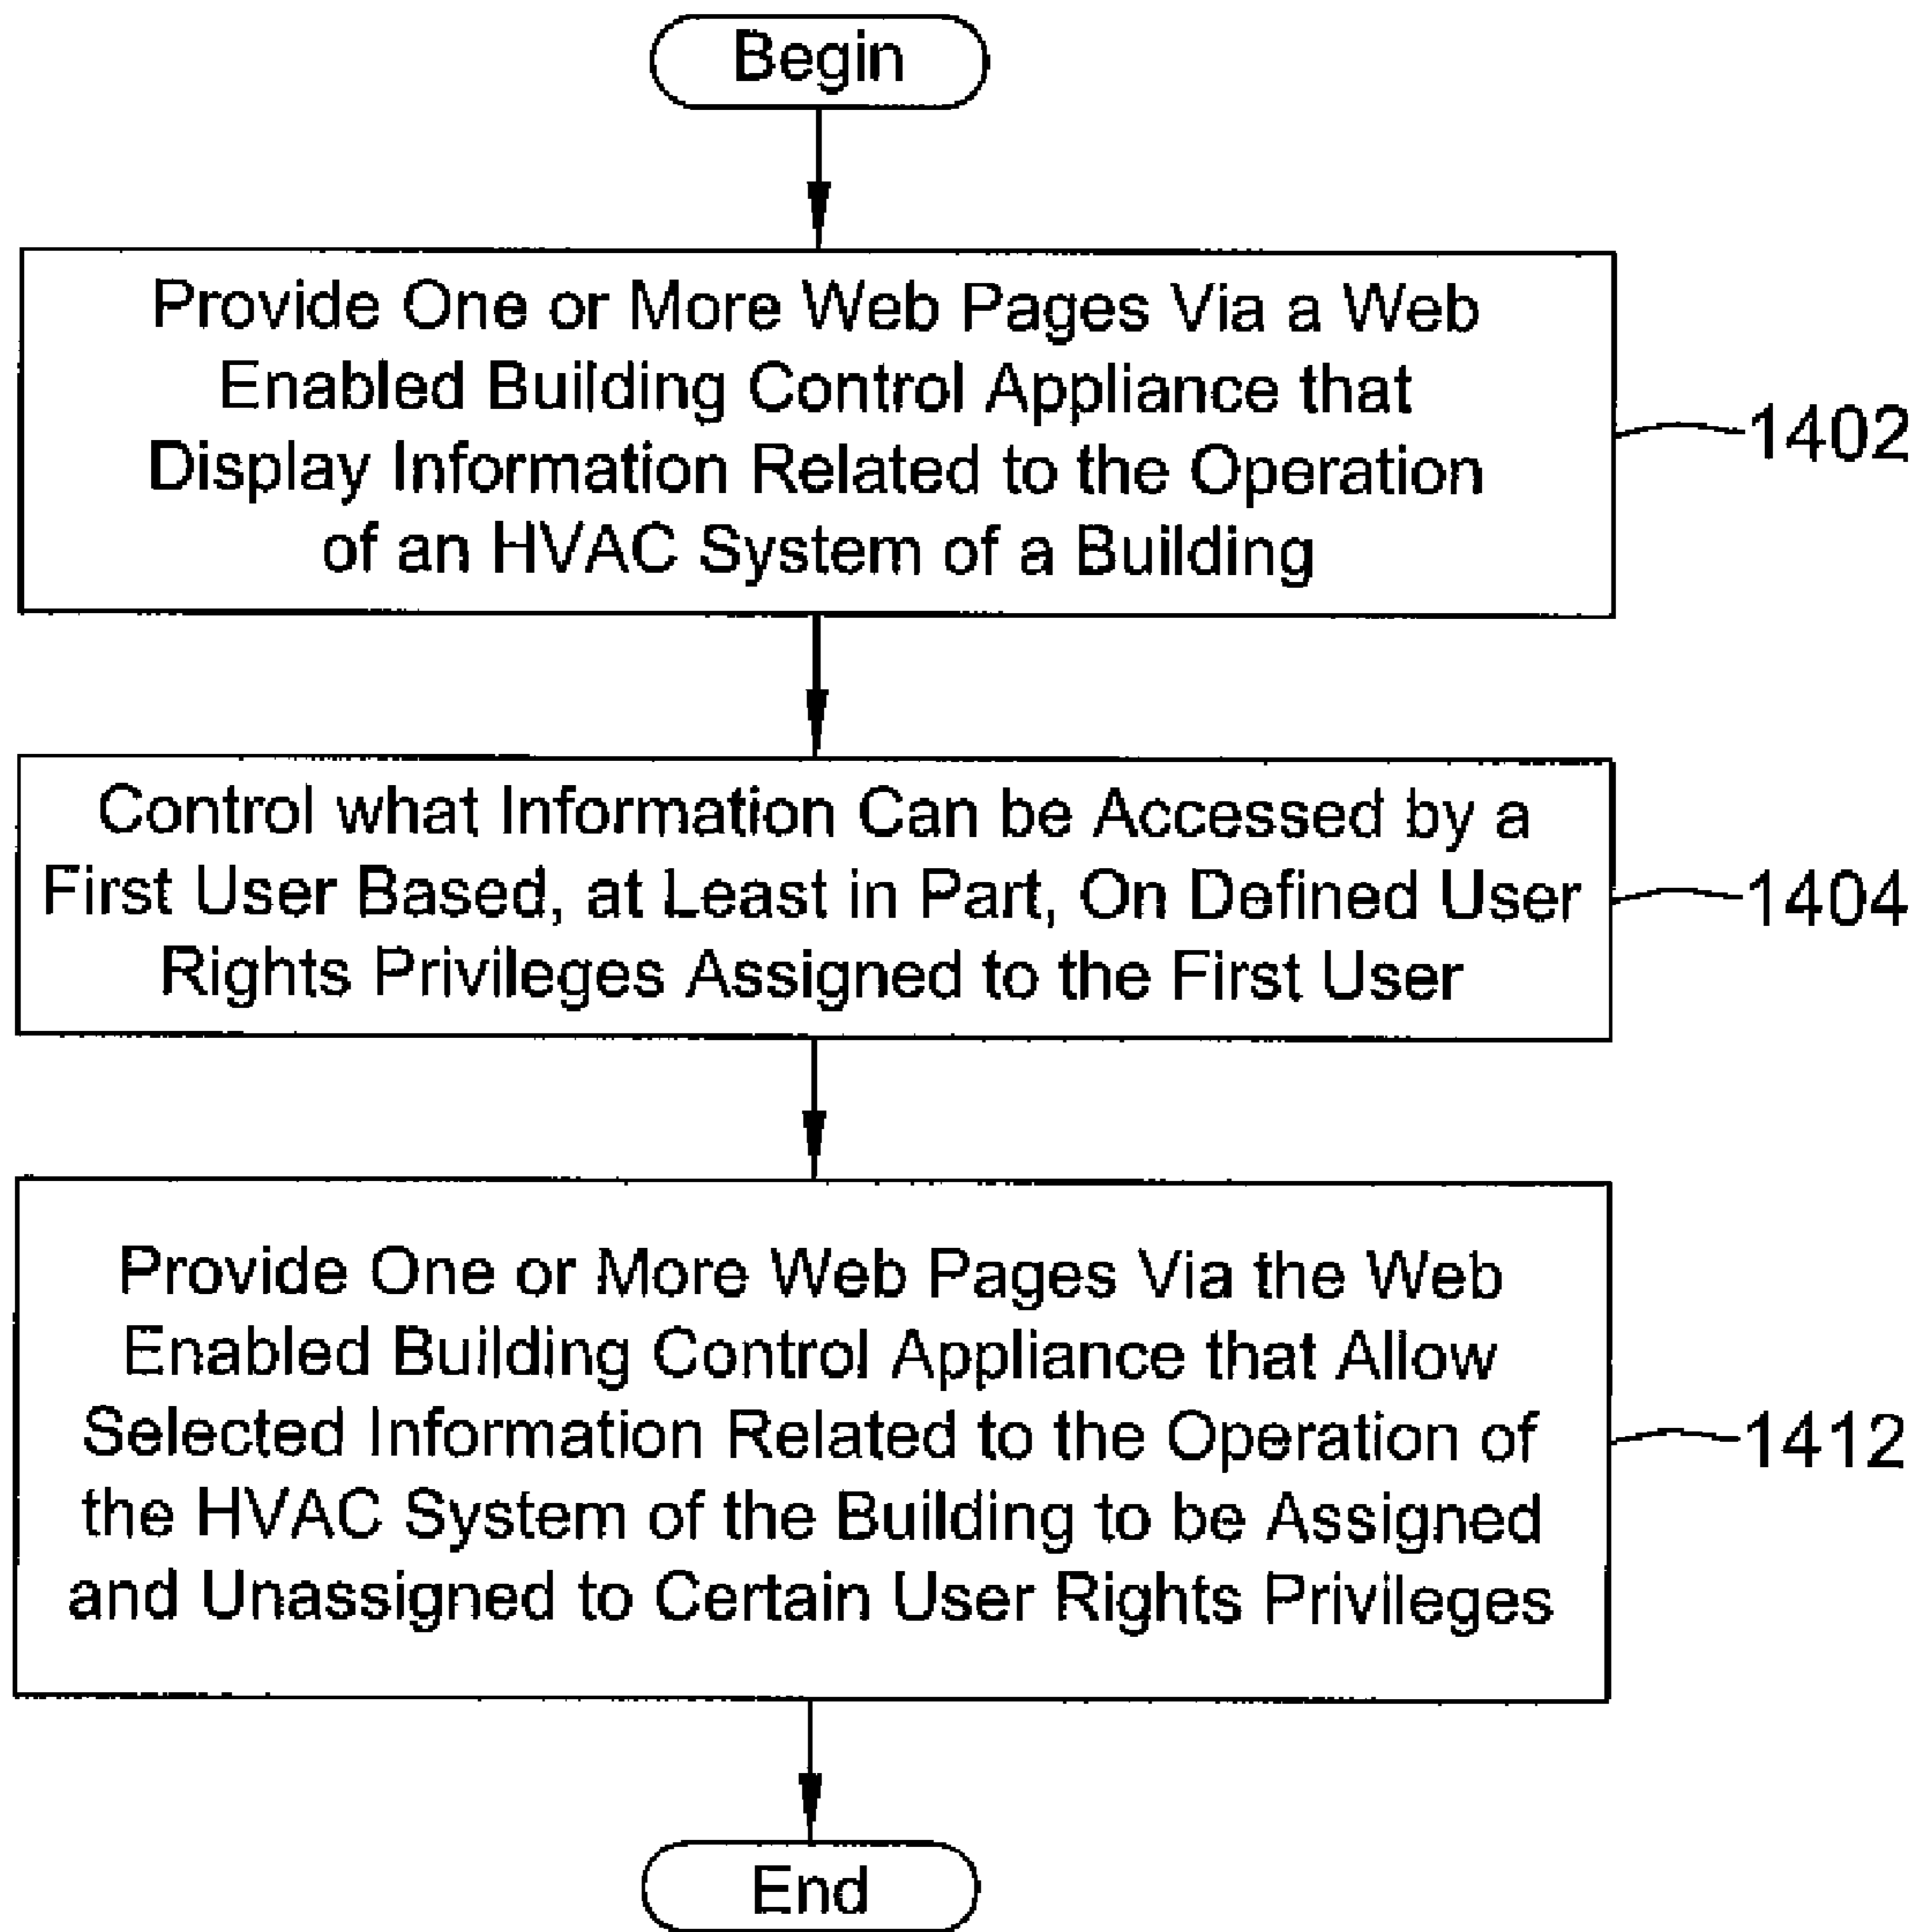 Begin
Provide One or More Web Pages Via a Web
Enabled Building Control Appliance that
Display Information Related to the Operation
of an HVAC System of a Building
1402
Control what Information Can be Accessed by a
First User Based, at Least in Part, On Defined User
Rights Privileges Assigned to the First User
1404
Provide One or More Web Pages Via the Web
Enabled Building Control Appliance that Allow
Selected Information Related to the Operation of
the HVAC System of the Building to be Assigned
and Unassigned to Certain User Rights Privileges
1412
End